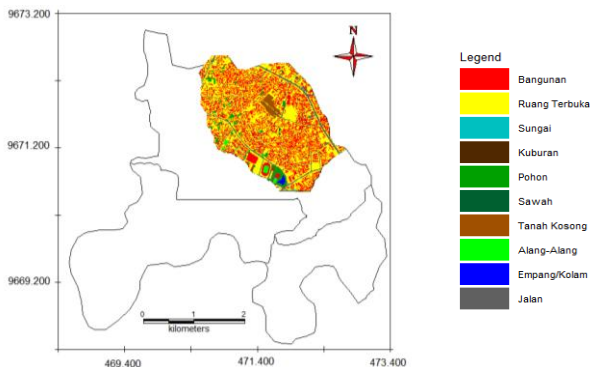 9673.200
N
9671.200
9669.200
0 1 2
kilometers
469.400 471.400 473.400
Legend
Bangunan
Ruang Terbuka
Sungai
Kuburan
Pohon
Sawah
Tanah Kosong
Alang-Alang
Empang/Kolam
Jalan